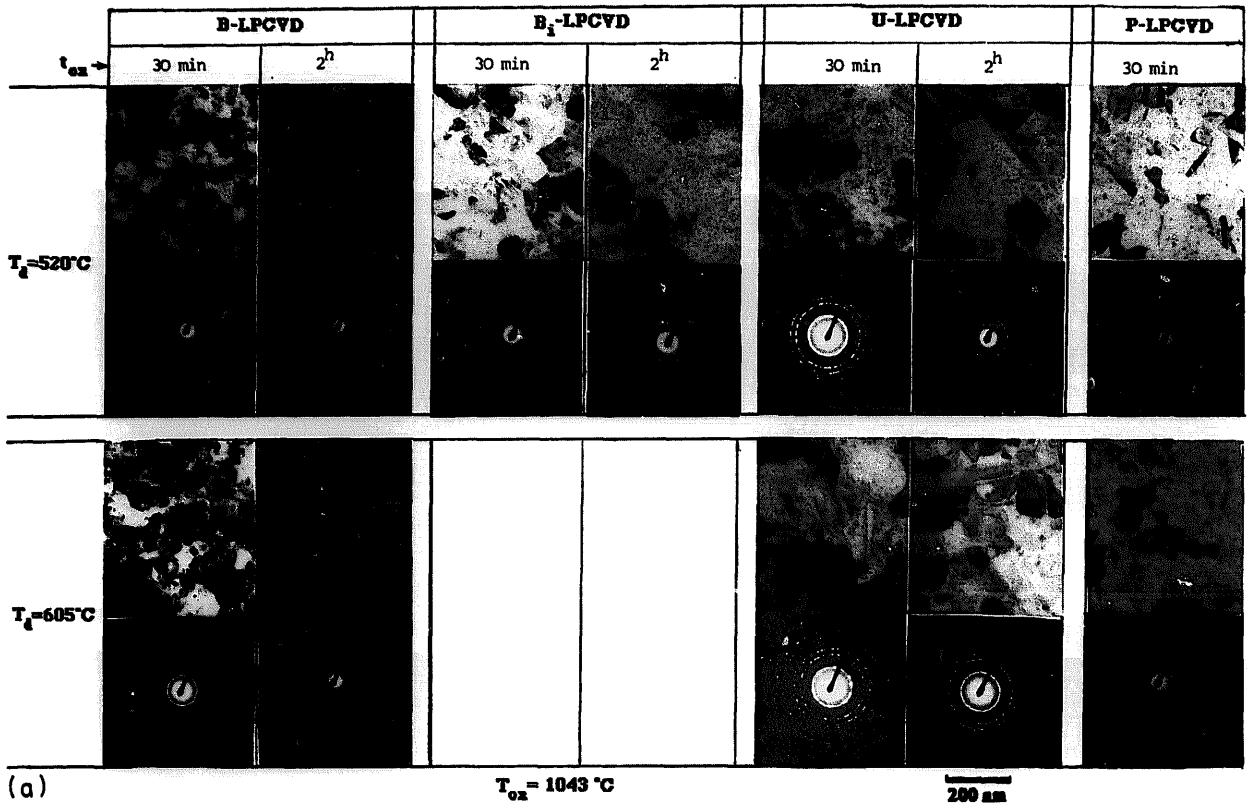 B-LPCVD
B_i-LPCVD
U-LPCVD
P-LPCVD
t_ox→
30 min
2^h
30 min
2^h
30 min
2^h
30 min
T_d=520°C
T_d=605°C
(a)
T_ox= 1043 °C
200 nm